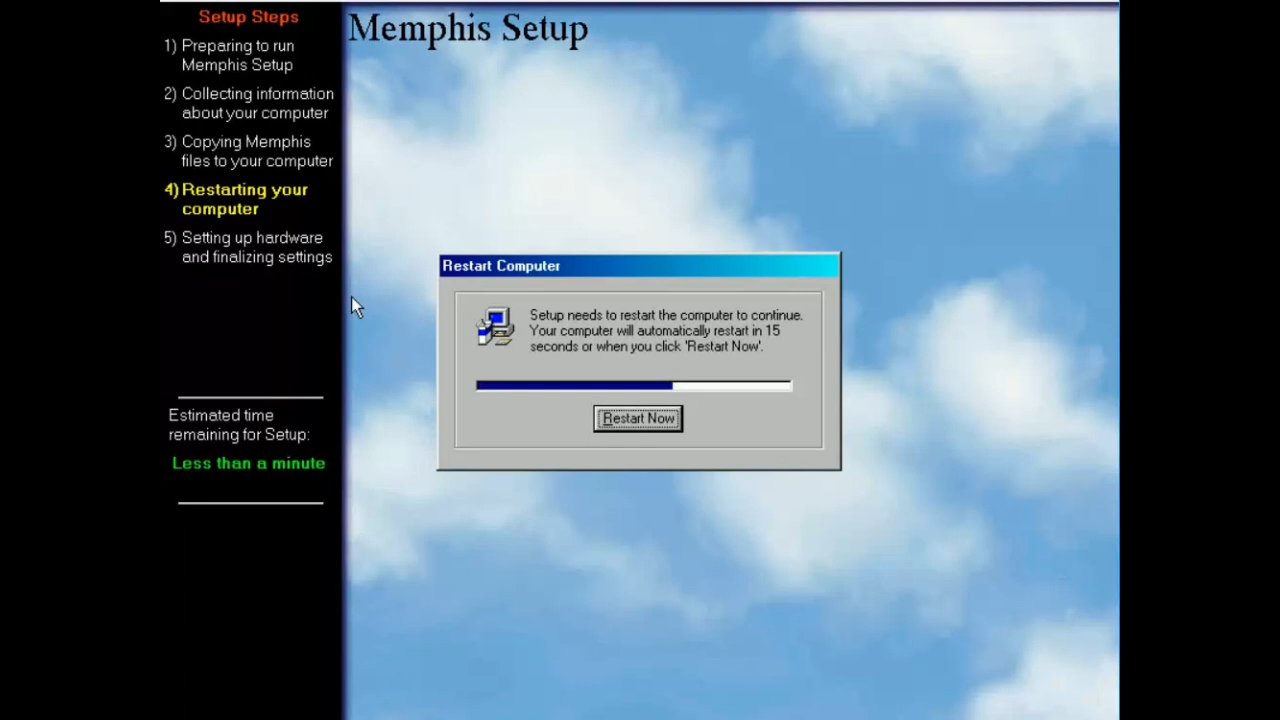 Setup Steps
1) Preparing to run
Memphis Setup
2) Collecting information
about your computer
3) Copying Memphis
files to your computer
4) Restarting your
computer
5) Setting up hardware
and finalizing settings
Estimated time
remaining for Setup:
Less than a minute
Memphis Setup
Restart Computer
Setup needs to restart the computer to continue.
Your computer will automatically restart in 15
seconds or when you click 'Restart Now'.
Restart Now